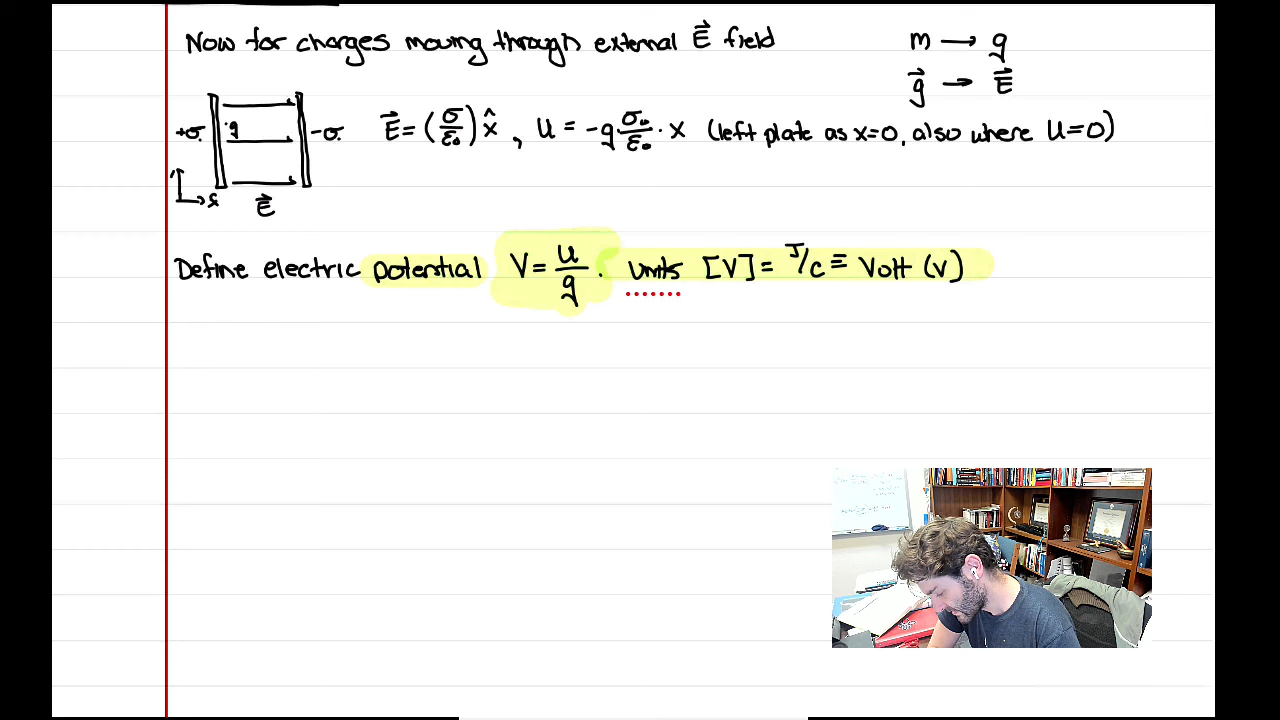 Now for charges moving through external E⃗ field
m → q
g⃗ → E⃗
+σ q -σ E⃗ = (σ/ε₀) x̂ , U = -q σ₀/ε₀ · x (left plate as x=0, also where U=0)
x
E⃗
Define electric potential V = U/q . Units [V] = J/C ≡ Volt (V)